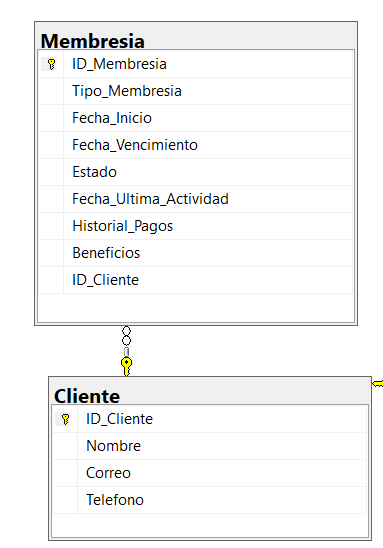 Membresia
ID_Membresia
Tipo_Membresia
Fecha_Inicio
Fecha_Vencimiento
Estado
Fecha_Ultima_Actividad
Historial_Pagos
Beneficios
ID_Cliente
Cliente
ID_Cliente
Nombre
Correo
Telefono